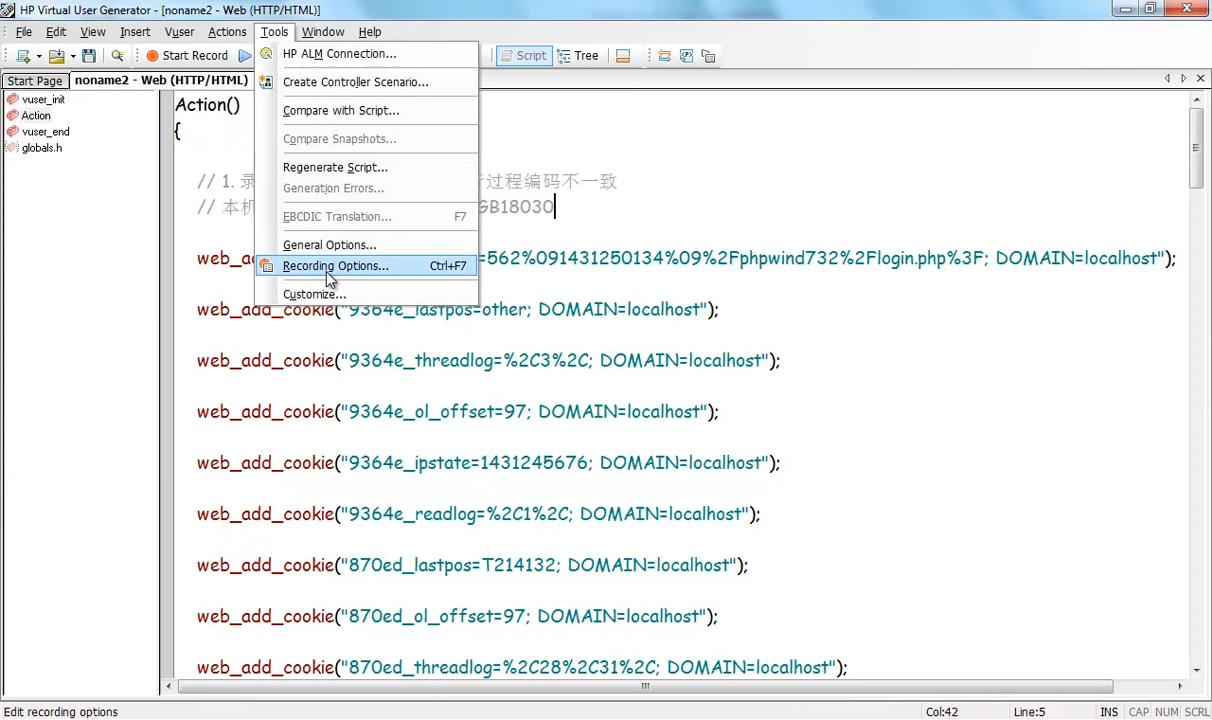 HP Virtual User Generator - [noname2 - Web (HTTP/HTML)]
File Edit View Insert Vuser Actions Tools Window Help
Start Record Script Tree
Start Page noname2 - Web (HTTP/HTML)
vuser_init
Action
vuser_end
globals.h
HP ALM Connection...
Create Controller Scenario...
Compare with Script...
Compare Snapshots...
Regenerate Script...
Generation Errors...
EBCDIC Translation... F7
General Options...
Recording Options... Ctrl+F7
Customize...
Action()
{
// 1. 录 过程编码不一致
// 本机 GB18030
web_a =562%091431250134%09%2Fphpwind732%2Flogin.php%3F; DOMAIN=localhost");
web_add_cookie("9364e_lastpos=other; DOMAIN=localhost");
web_add_cookie("9364e_threadlog=%2C3%2C; DOMAIN=localhost");
web_add_cookie("9364e_ol_offset=97; DOMAIN=localhost");
web_add_cookie("9364e_ipstate=1431245676; DOMAIN=localhost");
web_add_cookie("9364e_readlog=%2C1%2C; DOMAIN=localhost");
web_add_cookie("870ed_lastpos=T214132; DOMAIN=localhost");
web_add_cookie("870ed_ol_offset=97; DOMAIN=localhost");
web_add_cookie("870ed_threadlog=%2C28%2C31%2C; DOMAIN=localhost");
Edit recording options Col:42 Line:5 INS CAP NUM SCRL